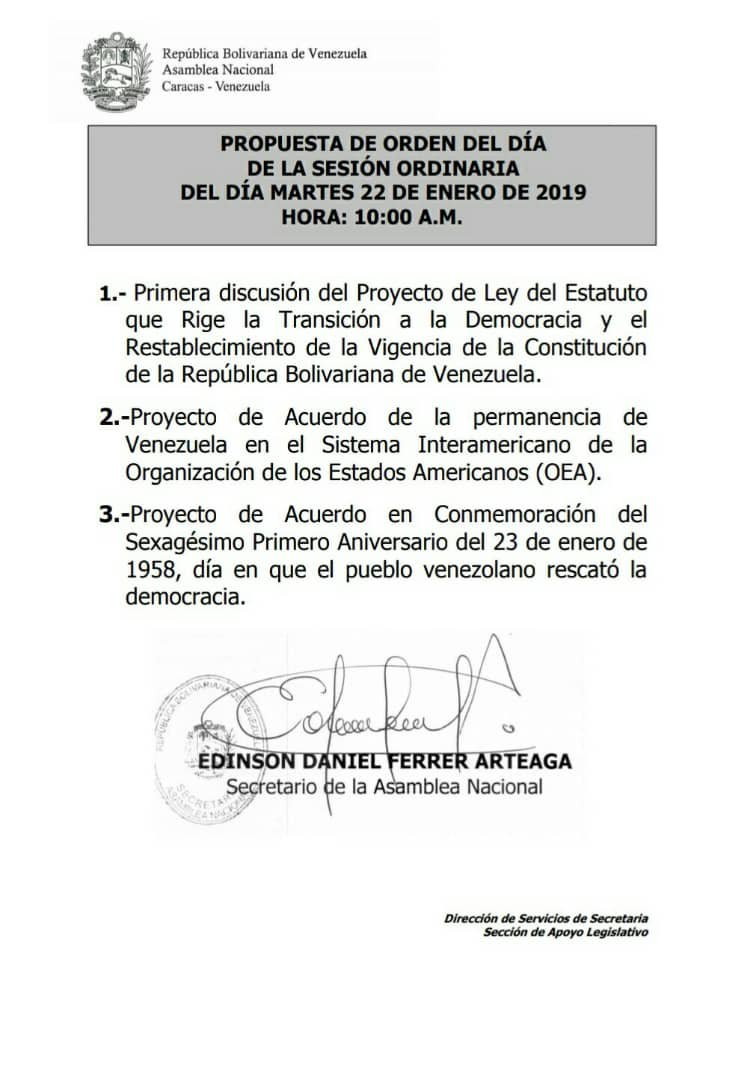 República Bolivariana de Venezuela
Asamblea Nacional
Caracas - Venezuela
PROPUESTA DE ORDEN DEL DÍA
DE LA SESIÓN ORDINARIA
DEL DÍA MARTES 22 DE ENERO DE 2019
HORA: 10:00 A.M.
1.- Primera discusión del Proyecto de Ley del Estatuto
que Rige la Transición a la Democracia y el
Restablecimiento de la Vigencia de la Constitución
de la República Bolivariana de Venezuela.
2.-Proyecto de Acuerdo de la permanencia de
Venezuela en el Sistema Interamericano de la
Organización de los Estados Americanos (OEA).
3.-Proyecto de Acuerdo en Conmemoración del
Sexagésimo Primero Aniversario del 23 de enero de
1958, día en que el pueblo venezolano rescató la
democracia.
REPÚBLICA BOLIVARIANA DE VENEZUELA
SECRETARÍA
ASAMBLEA NACIONAL
EDINSON DANIEL FERRER ARTEAGA
Secretario de la Asamblea Nacional
Dirección de Servicios de Secretaria
Sección de Apoyo Legislativo